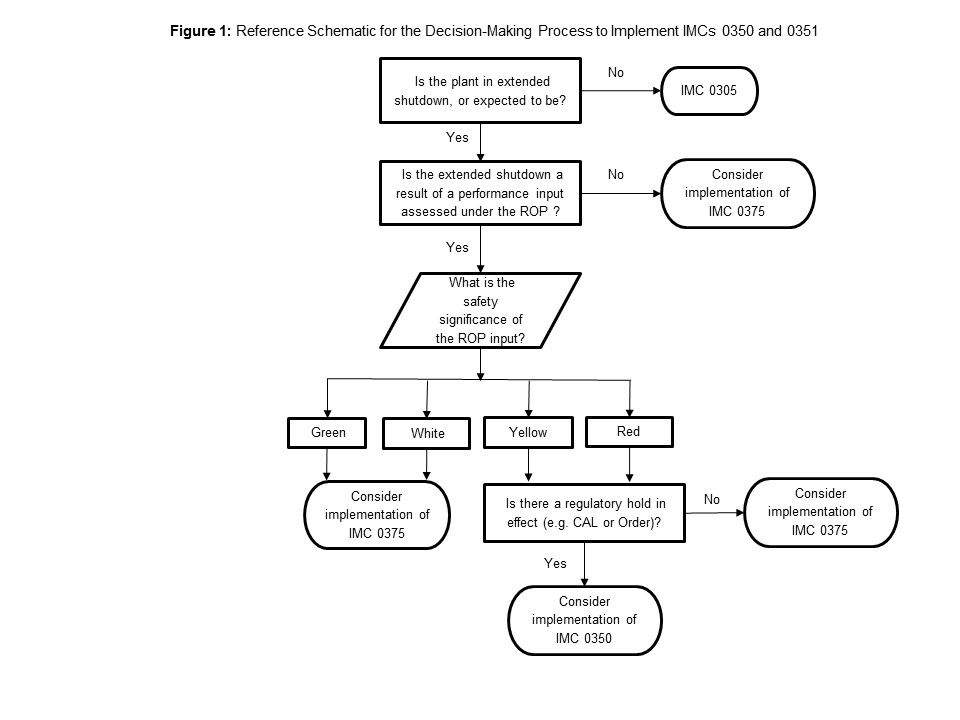 Figure 1: Reference Schematic for the Decision-Making Process to Implement IMCs 0350 and 0351
Is the plant in extended
shutdown, or expected to be?
No
IMC 0305
Yes
Is the extended shutdown a
result of a performance input
assessed under the ROP ?
No
Consider
implementation of
IMC 0375
Yes
What is the
safety
significance of
the ROP input?
Green
White
Yellow
Red
Consider
implementation of
IMC 0375
Is there a regulatory hold in
effect (e.g. CAL or Order)?
No
Consider
implementation of
IMC 0375
Yes
Consider
implementation of
IMC 0350